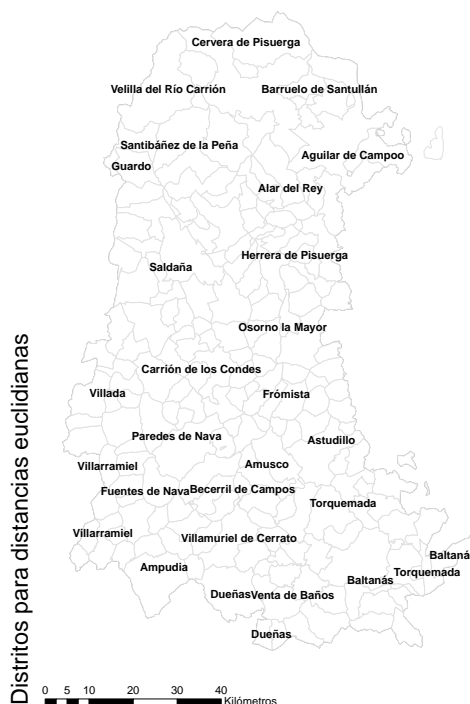 Cervera de Pisuerga
Velilla del Río Carrión
Barruelo de Santullán
Santibáñez de la Peña
Aguilar de Campoo
Guardo
Alar del Rey
Herrera de Pisuerga
Saldaña
Osorno la Mayor
Carrión de los Condes
Villada
Frómista
Paredes de Nava
Astudillo
Villarramiel
Amusco
Fuentes de Nava
Becerril de Campos
Torquemada
Villarramiel
Villamuriel de Cerrato
Baltaná
Ampudia
Torquemada
Baltanás
Dueñas
Venta de Baños
Dueñas
Distritos para distancias euclidianas
0 5 10 20 30 40
Kilómetros